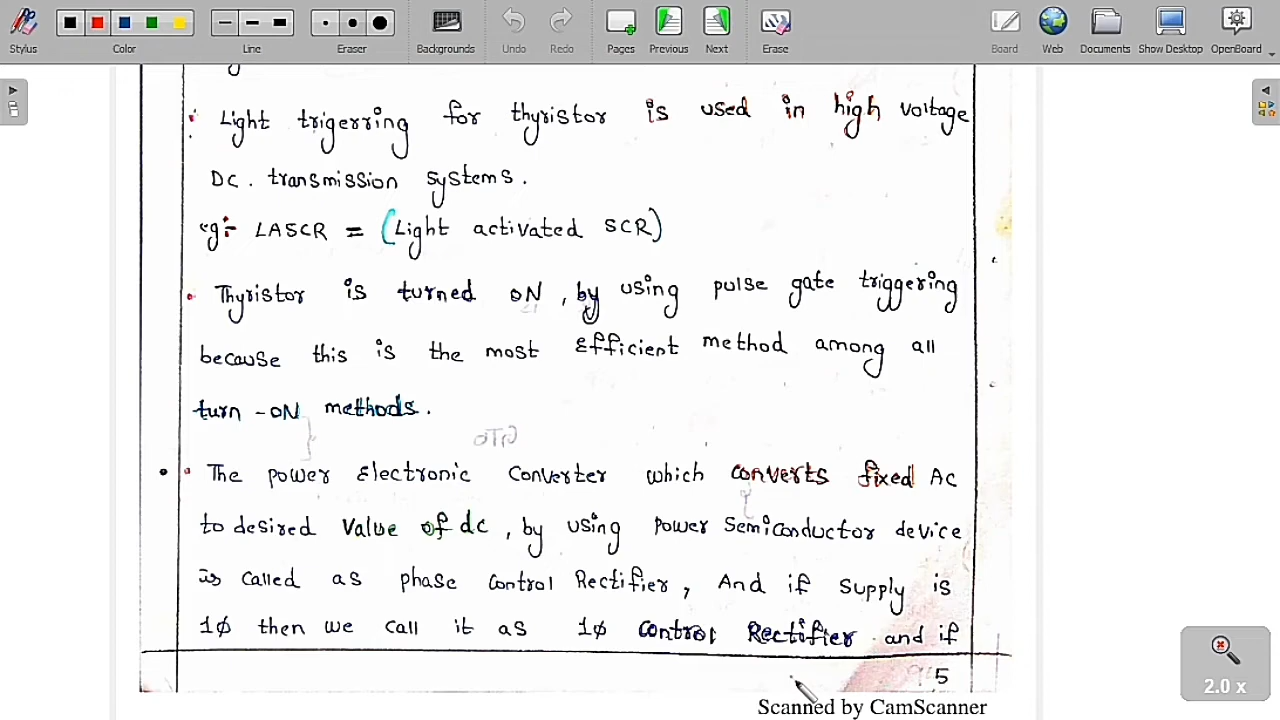 Stylus
Color
Line
Eraser
Backgrounds
Undo
Redo
Pages
Previous
Next
Erase
Board
Web
Documents
Show Desktop
OpenBoard
Light trigerring for thyristor is used in high voltage
DC. transmission systems.
eg:- LASCR = (Light activated SCR)
• Thyristor is turned ON, by using pulse gate triggering
because this is the most Efficient method among all
turn-ON methods.
• The power Electronic Converter which converts fixed Ac
to desired value of dc, by using power Semiconductor device
is called as phase control Rectifier, And if supply is
1ø then we call it as 1ø control Rectifier and if
5
Scanned by CamScanner
2.0 x